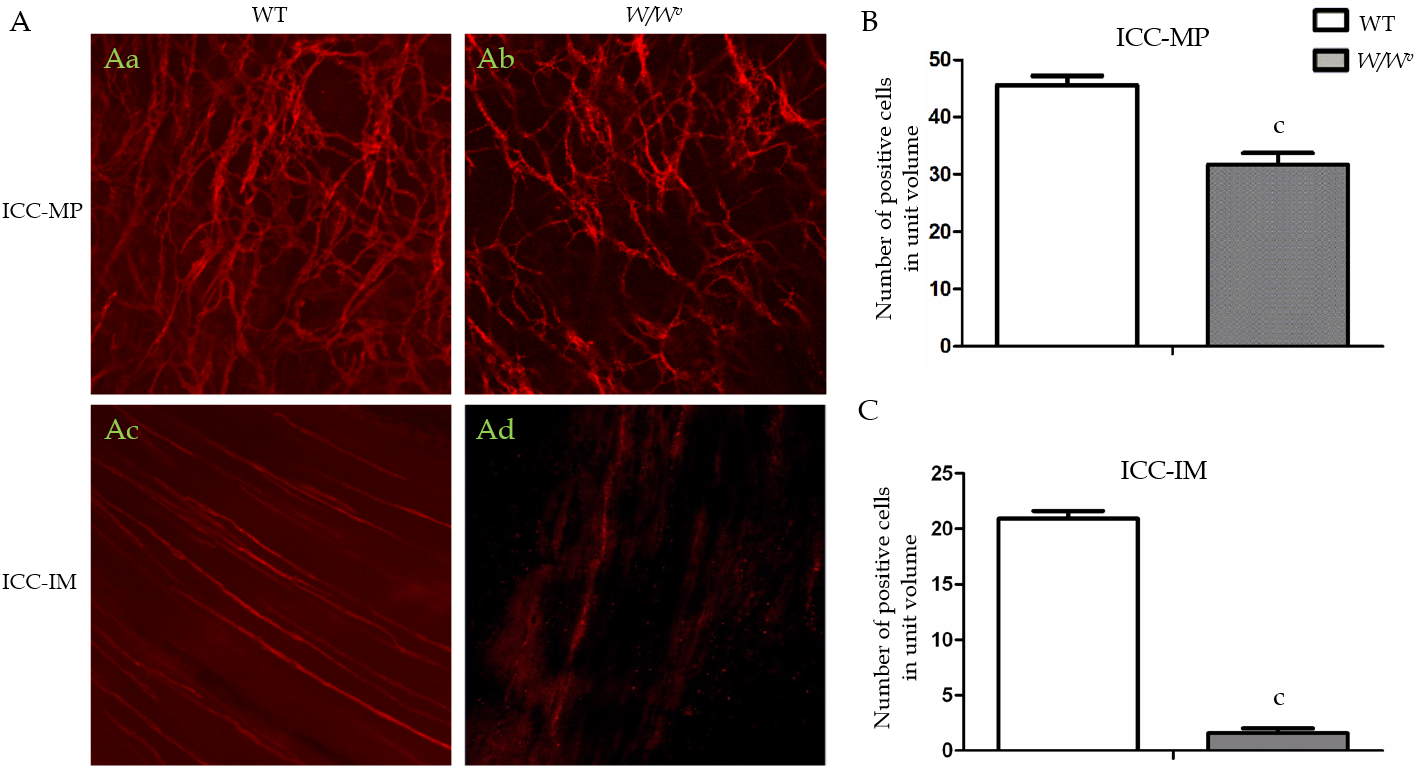 A
WT
W/Wᵛ
Aa
Ab
ICC-MP
Ac
Ad
ICC-IM
B
WT
W/Wᵛ
ICC-MP
Number of positive cells
in unit volume
50
40
30
20
10
0
c
C
ICC-IM
Number of positive cells
in unit volume
25
20
15
10
5
0
c